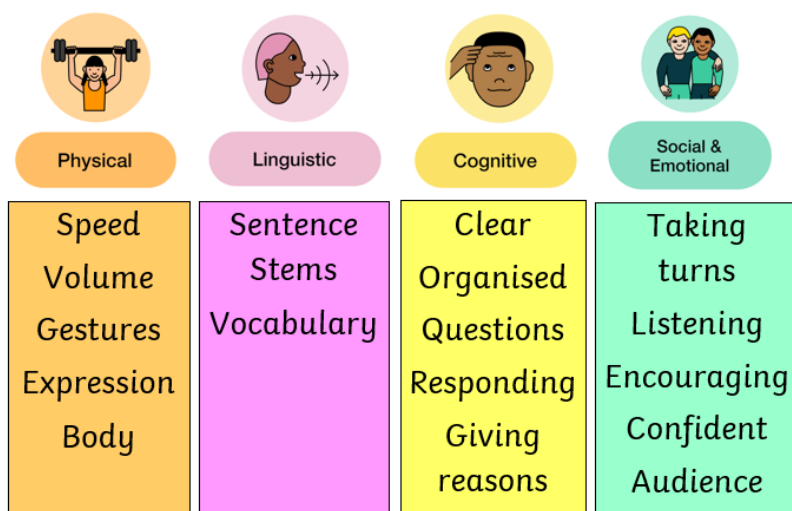 Physical
Linguistic
Cognitive
Social &
Emotional
Speed
Volume
Gestures
Expression
Body
Sentence
Stems
Vocabulary
Clear
Organised
Questions
Responding
Giving
reasons
Taking
turns
Listening
Encouraging
Confident
Audience